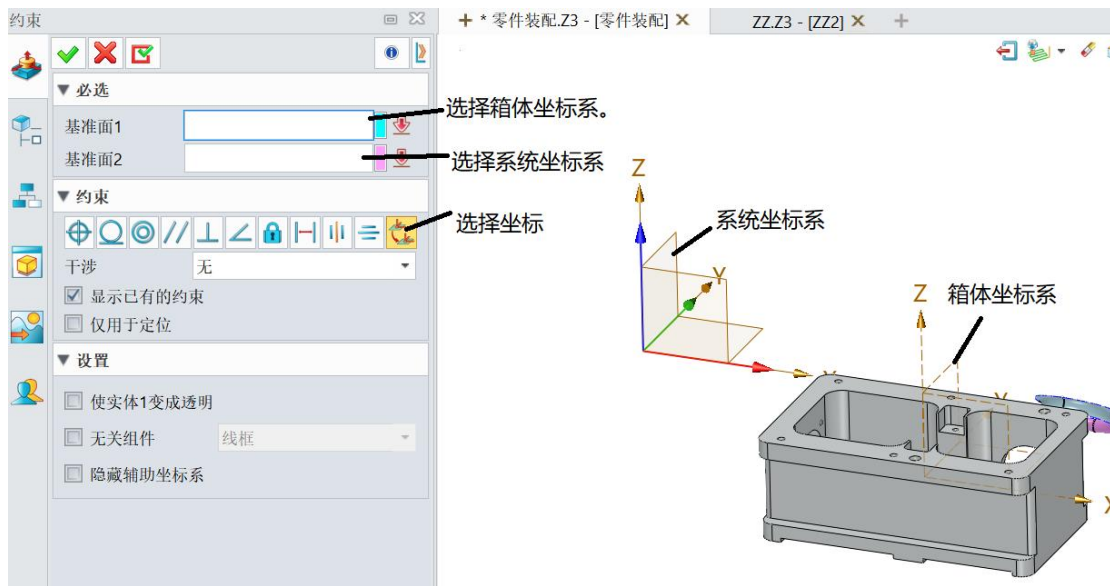 约束
+ * 零件装配.Z3 - [零件装配] ×
ZZ.Z3 - [ZZ2] × +
▼ 必选
基准面1
选择箱体坐标系。
基准面2
选择系统坐标系
▼ 约束
选择坐标
干涉 无
显示已有的约束
仅用于定位
▼ 设置
使实体1变成透明
无关组件 线框
隐藏辅助坐标系
Z
系统坐标系
Y
Z 箱体坐标系
Y
X